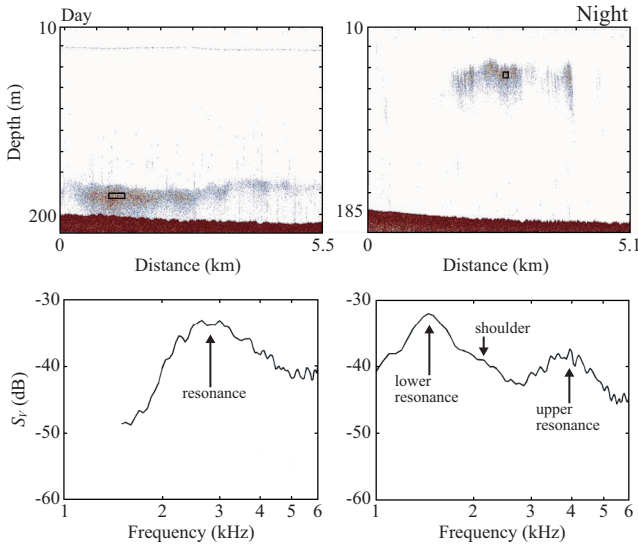 Day
Night
10
10
Depth (m)
200
185
0
5.5
0
5.1
Distance (km)
Distance (km)
-30
-40
-50
-60
S_V (dB)
resonance
1
2
3
4
5
6
Frequency (kHz)
-30
-40
-50
-60
shoulder
lower
resonance
upper
resonance
1
2
3
4
5
6
Frequency (kHz)